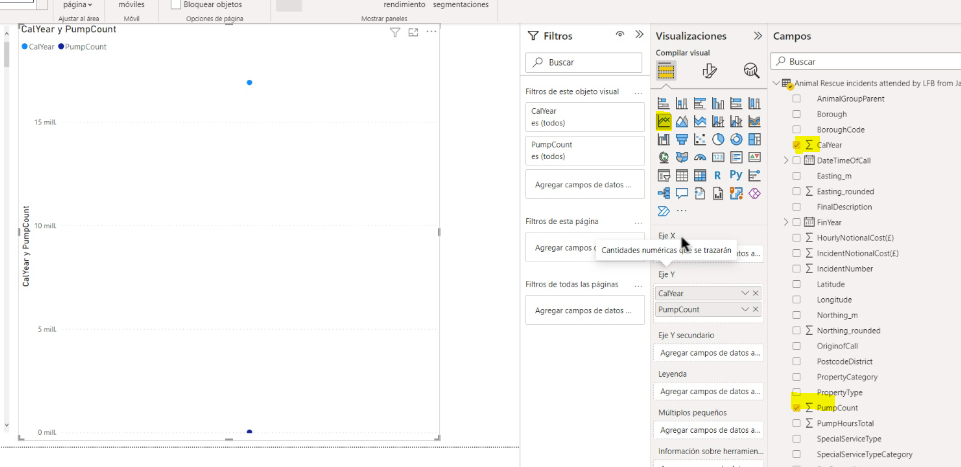 página
móviles
Bloquear objetos
rendimiento
segmentaciones
Ajustar al área
Móvil
Opciones de página
Mostrar paneles
CalYear y PumpCount
CalYear
PumpCount
15 mill.
10 mill.
5 mill.
0 mill.
CalYear y PumpCount
Filtros
Buscar
Filtros de este objeto visual
CalYear
es (todos)
PumpCount
es (todos)
Agregar campos de datos ...
Filtros de esta página
Agregar campos
Filtros de todas las páginas
Agregar campos de datos ...
Visualizaciones
Compilar visual
R
Py
Eje X
Cantidades numéricas que se trazarán
tos a...
Eje Y
CalYear
PumpCount
Eje Y secundario
Agregar campos de datos a...
Leyenda
Agregar campos de datos a...
Múltiplos pequeños
Agregar campos de datos a...
Información sobre herramien...
Campos
Buscar
Animal Rescue incidents attended by LFB from Ja
AnimalGroupParent
Borough
BoroughCode
CalYear
DateTimeOfCall
Easting_m
Easting_rounded
FinalDescription
FinYear
HourlyNotionalCost(£)
IncidentNotionalCost(£)
IncidentNumber
Latitude
Longitude
Northing_m
Northing_rounded
OriginofCall
PostcodeDistrict
PropertyCategory
PropertyType
PumpCount
PumpHoursTotal
SpecialServiceType
SpecialServiceTypeCategory